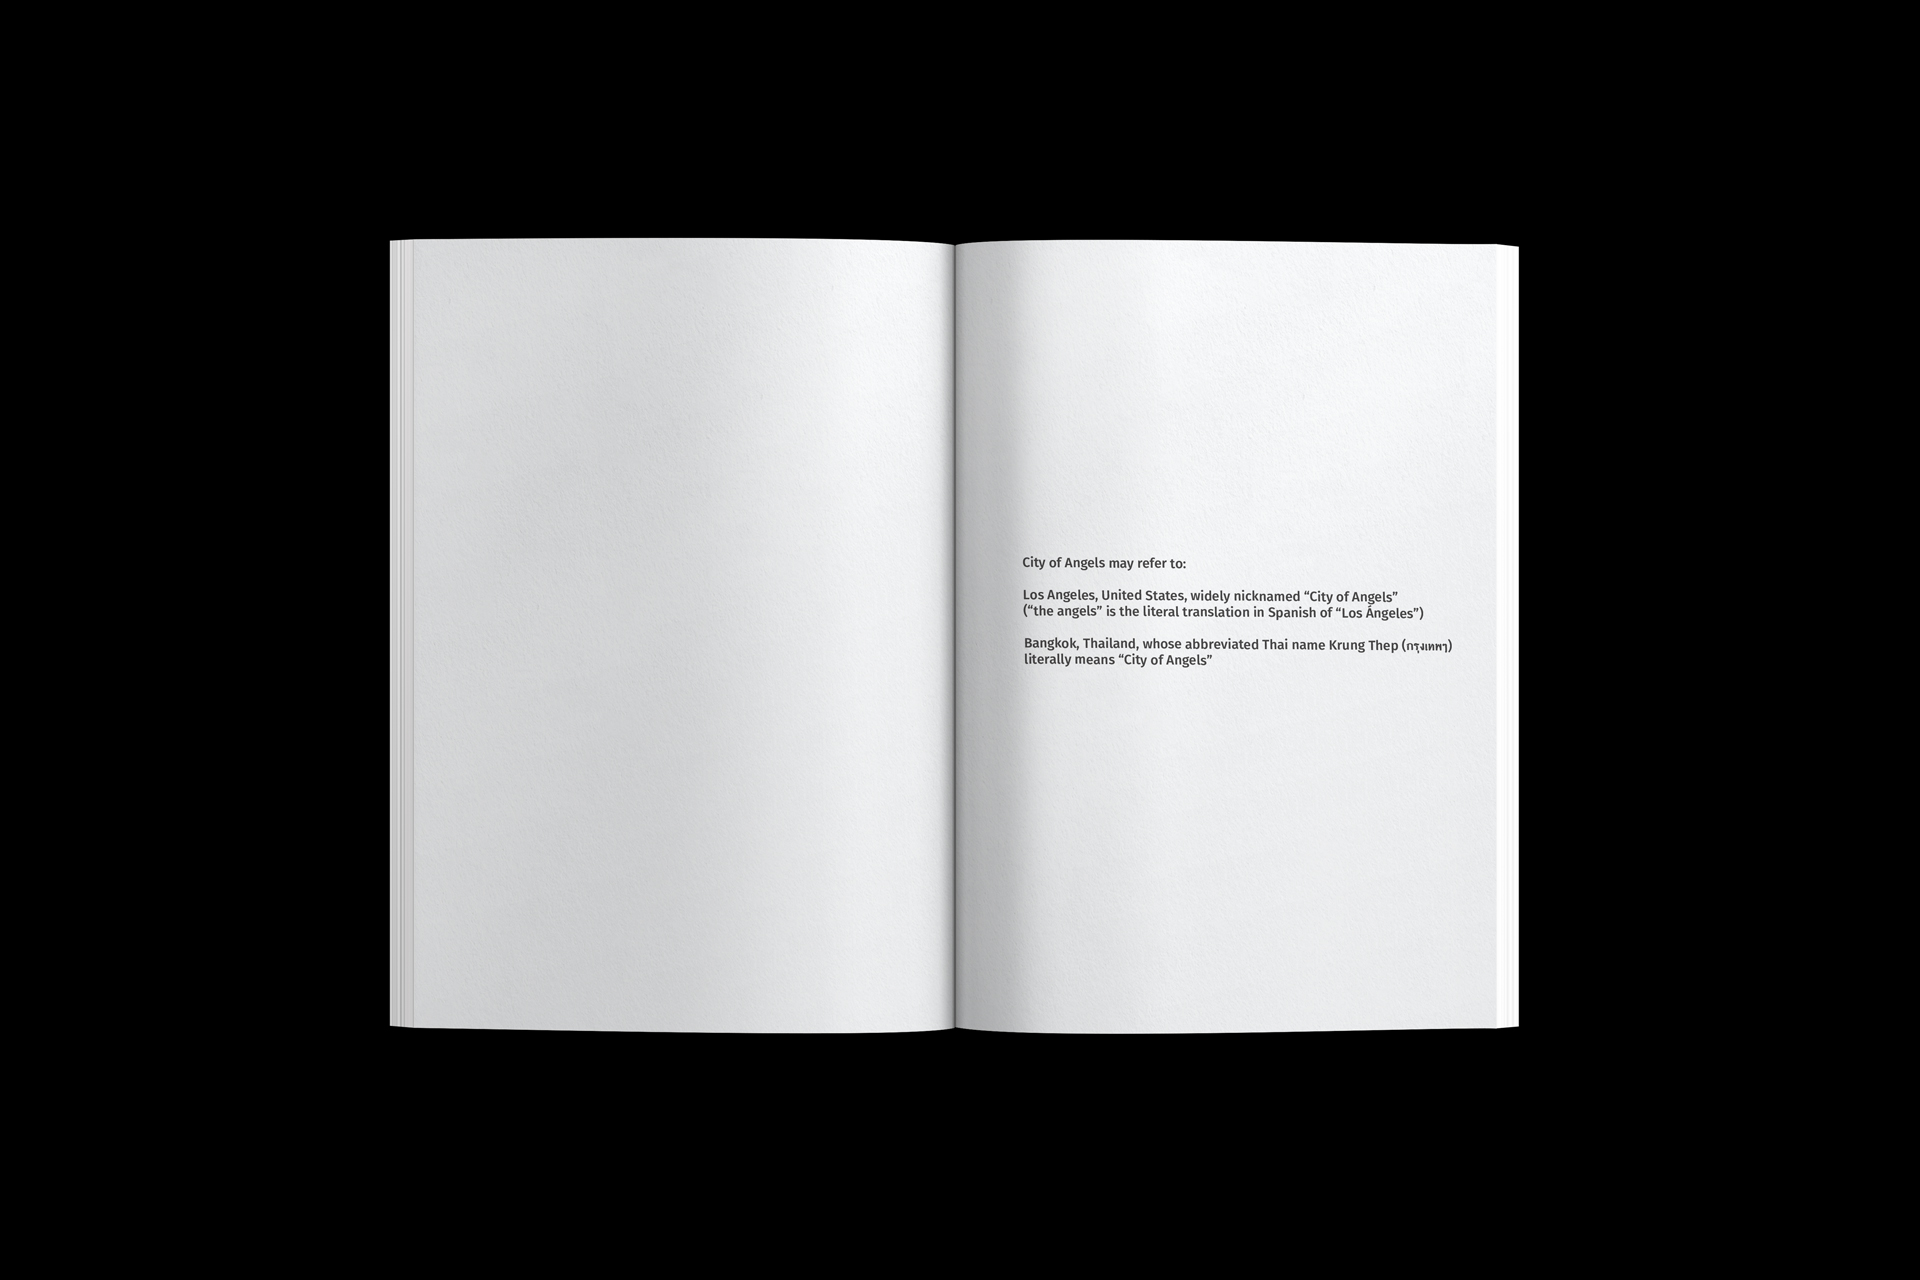 City of Angels may refer to:
Los Angeles, United States, widely nicknamed “City of Angels”
(“the angels” is the literal translation in Spanish of “Los Ángeles”)
Bangkok, Thailand, whose abbreviated Thai name Krung Thep (กรุงเทพฯ)
literally means “City of Angels”